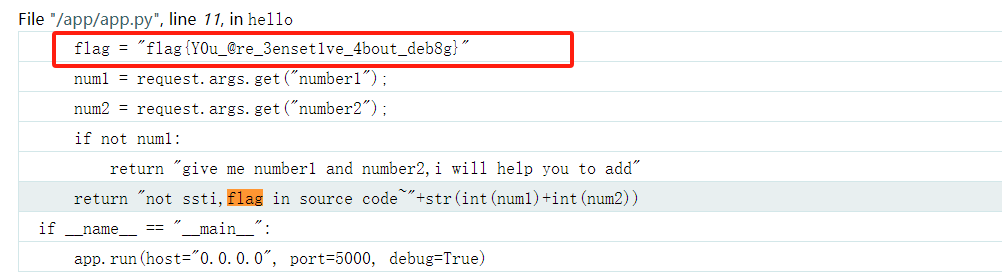 File "/app/app.py", line 11, in hello
flag = "flag{Y0u_@re_3enset1ve_4bout_deb8g}"
num1 = request.args.get("number1");
num2 = request.args.get("number2");
if not num1:
return "give me number1 and number2,i will help you to add"
return "not ssti,flag in source code~"+str(int(num1)+int(num2))
if __name__ == "__main__":
app.run(host="0.0.0.0", port=5000, debug=True)